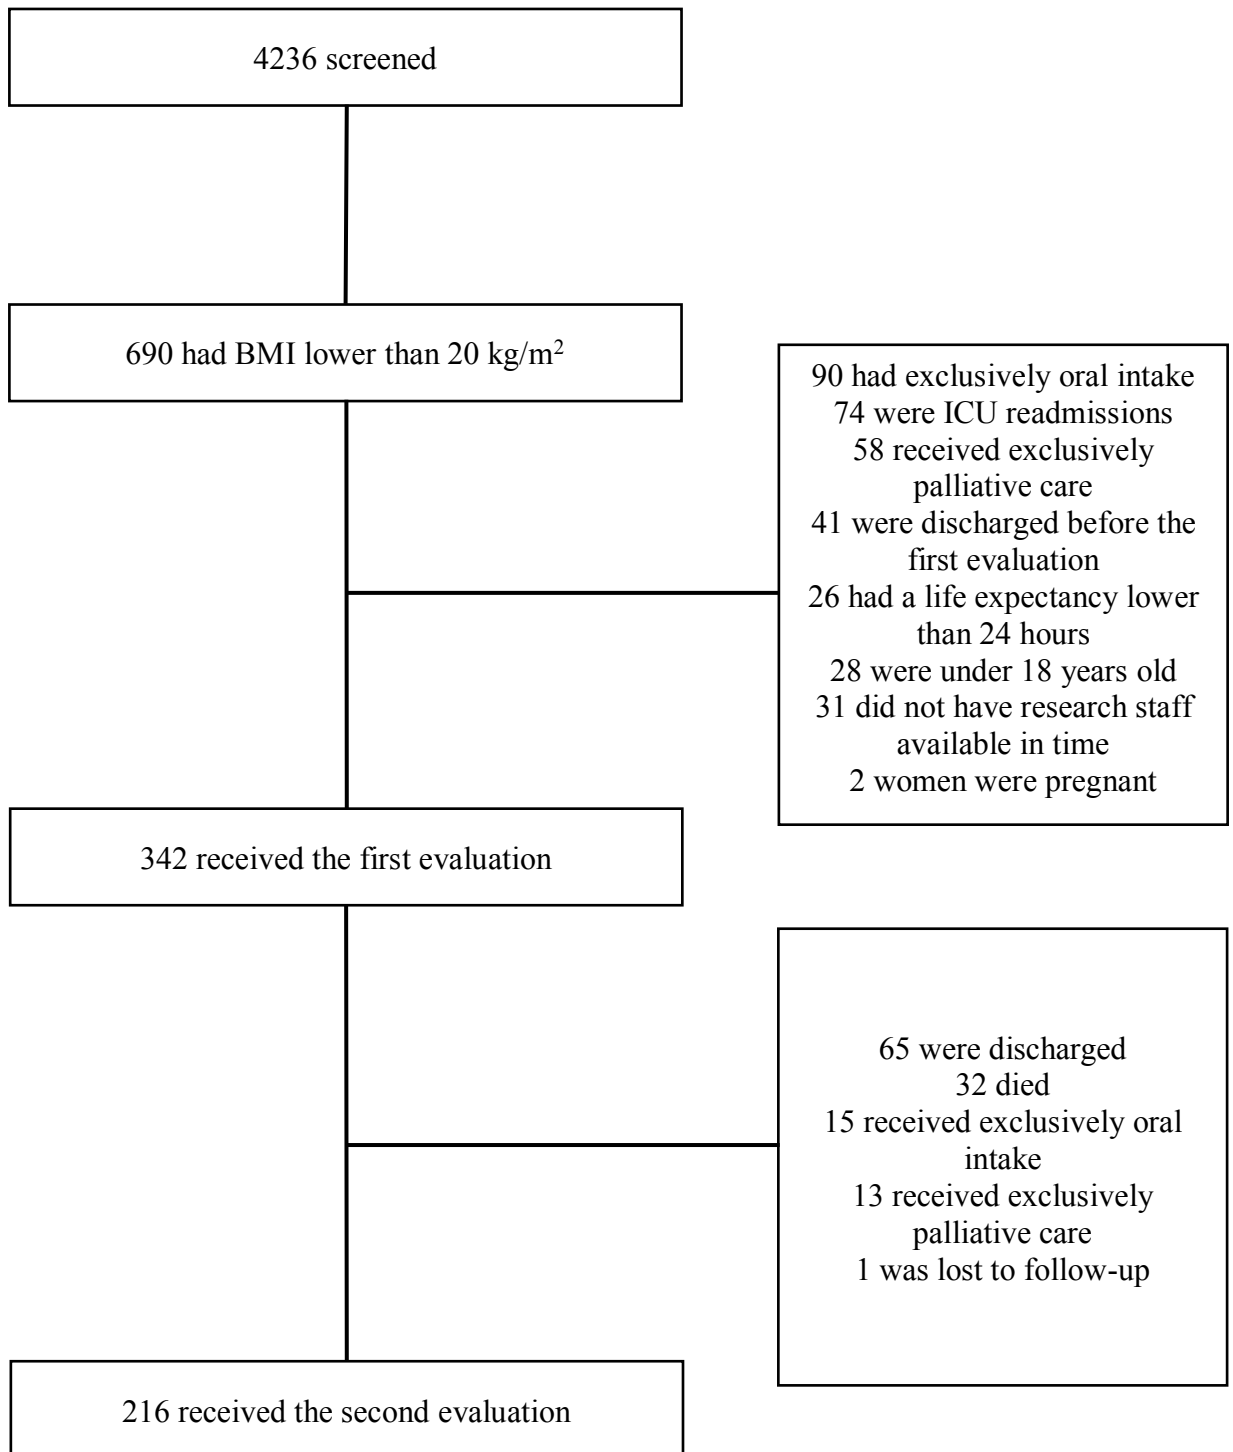 4236 screened
690 had BMI lower than 20 kg/m²
90 had exclusively oral intake
74 were ICU readmissions
58 received exclusively
palliative care
41 were discharged before the
first evaluation
26 had a life expectancy lower
than 24 hours
28 were under 18 years old
31 did not have research staff
available in time
2 women were pregnant
342 received the first evaluation
65 were discharged
32 died
15 received exclusively oral
intake
13 received exclusively
palliative care
1 was lost to follow-up
216 received the second evaluation